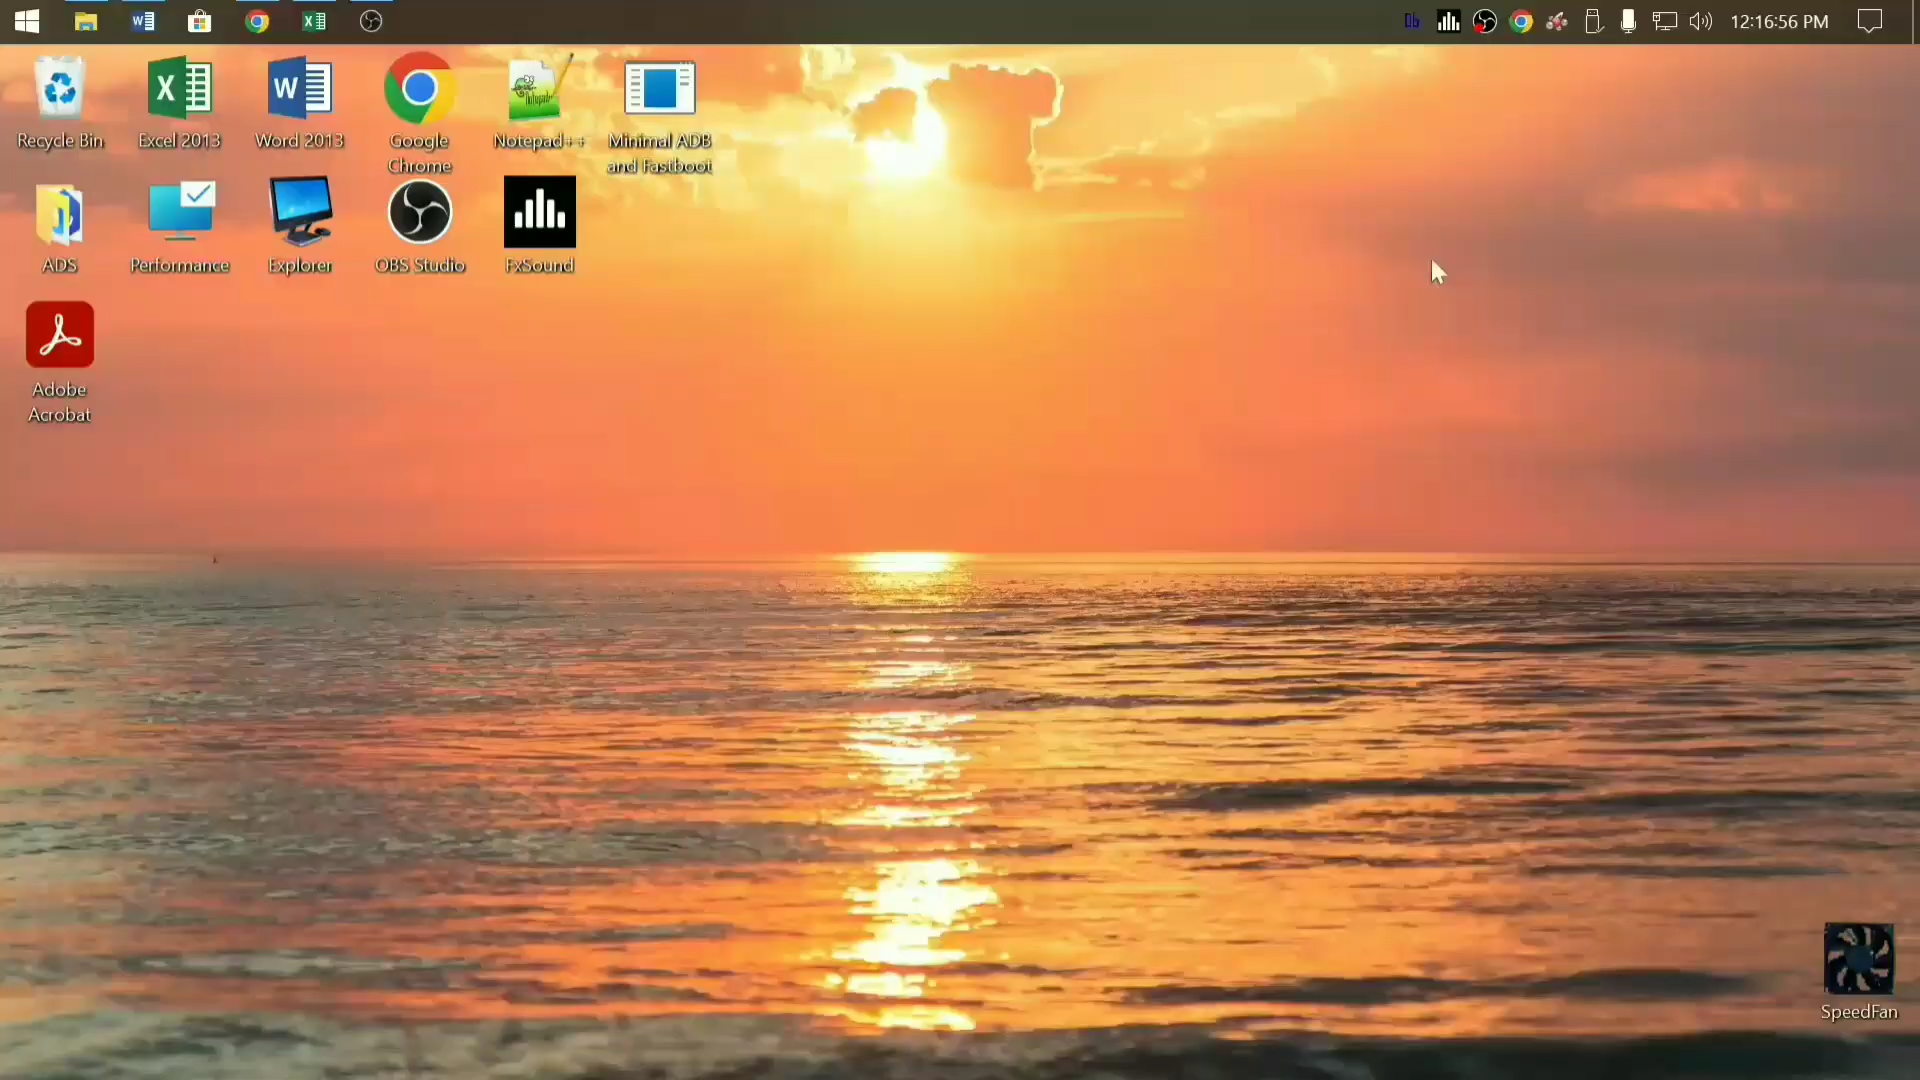 12:16:56 PM
Recycle Bin
Excel 2013
Word 2013
Google
Chrome
Notepad++
Minimal ADB
and Fastboot
ADS
Performance
Explorer
OBS Studio
FxSound
Adobe
Acrobat
SpeedFan